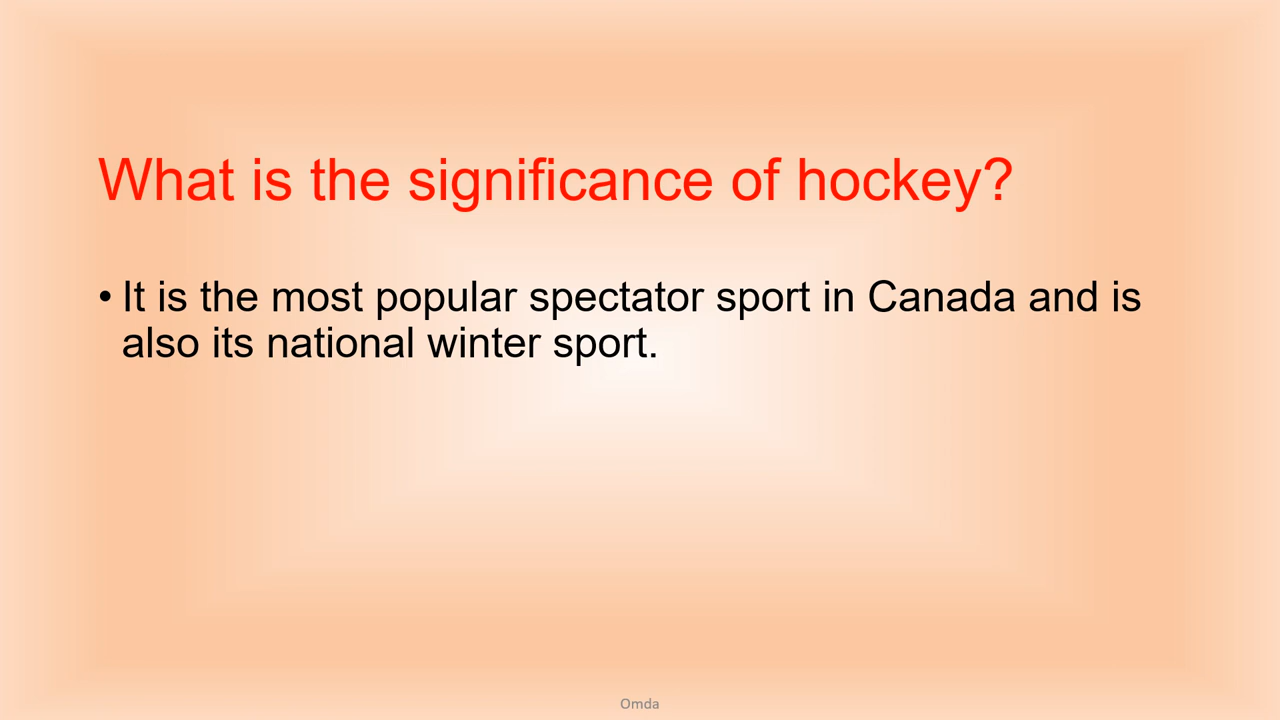 What is the significance of hockey?
• It is the most popular spectator sport in Canada and is
also its national winter sport.
Omda